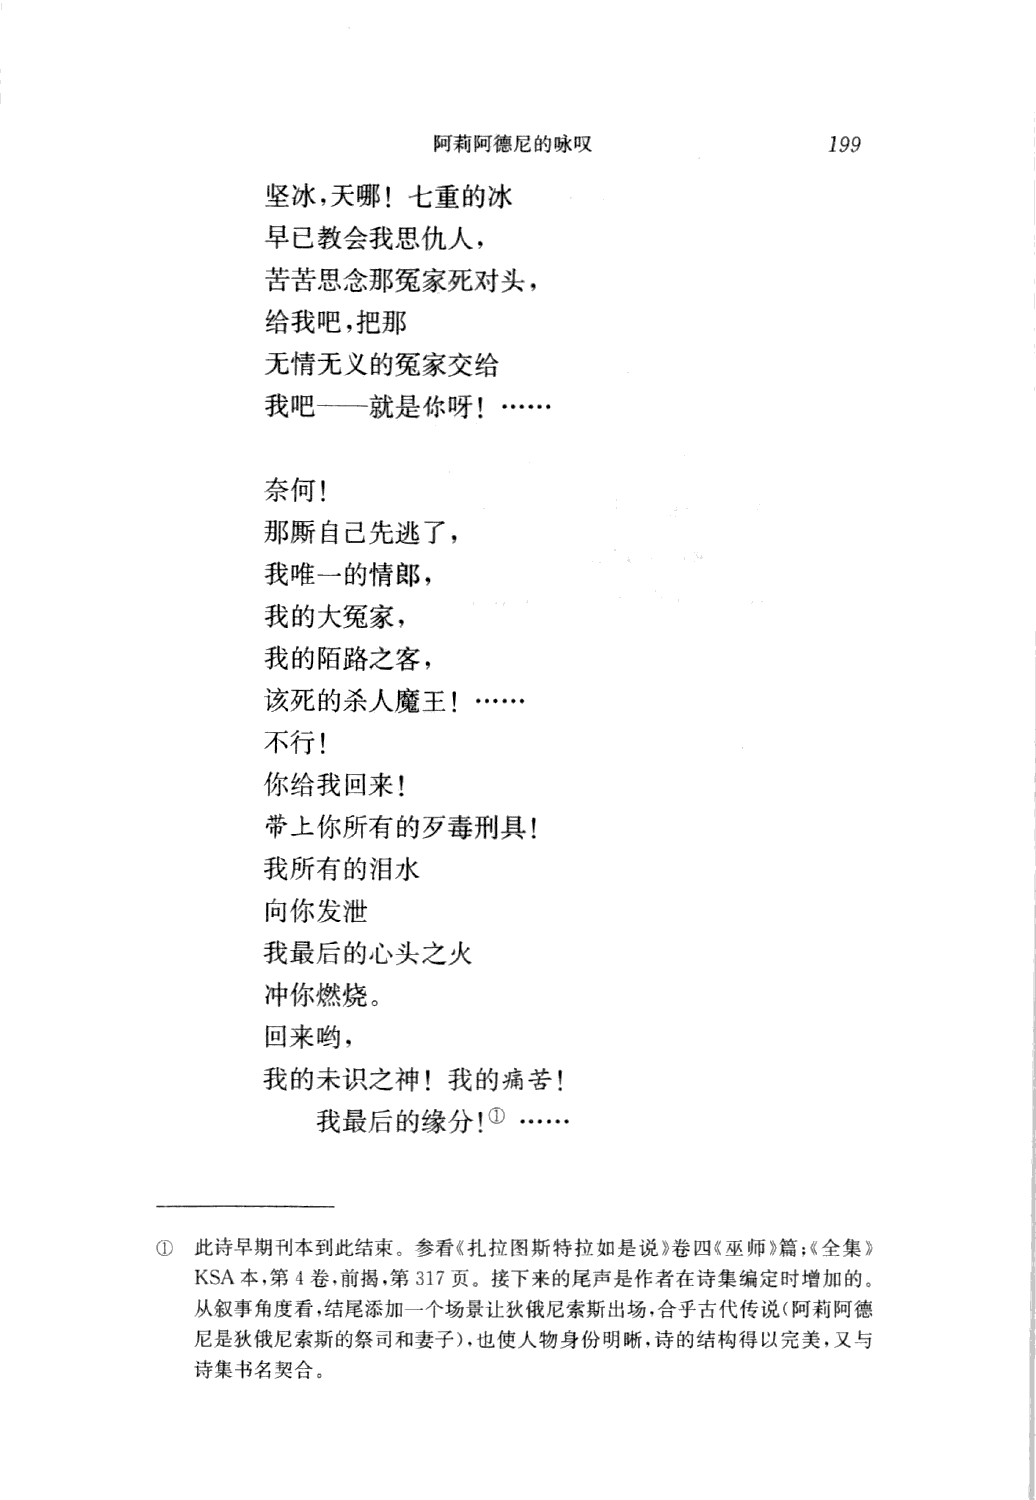 阿莉阿德尼的咏叹 199
坚冰，天哪！七重的冰
早已教会我思仇人，
苦苦思念那冤家死对头，
给我吧，把那
无情无义的冤家交给
我吧——就是你呀！……
奈何！
那厮自己先逃了，
我唯一的情郎，
我的大冤家，
我的陌路之客，
该死的杀人魔王！……
不行！
你给我回来！
带上你所有的歹毒刑具！
我所有的泪水
向你发泄
我最后的心头之火
冲你燃烧。
回来哟，
我的未识之神！我的痛苦！
我最后的缘分！① ……
① 此诗早期刊本到此结束。参看《扎拉图斯特拉如是说》卷四《巫师》篇；《全集》
KSA 本，第 4 卷，前揭，第 317 页。接下来的尾声是作者在诗集编定时增加的。
从叙事角度看，结尾添加一个场景让狄俄尼索斯出场，合乎古代传说（阿莉阿德
尼是狄俄尼索斯的祭司和妻子），也使人物身份明晰，诗的结构得以完美，又与
诗集书名契合。